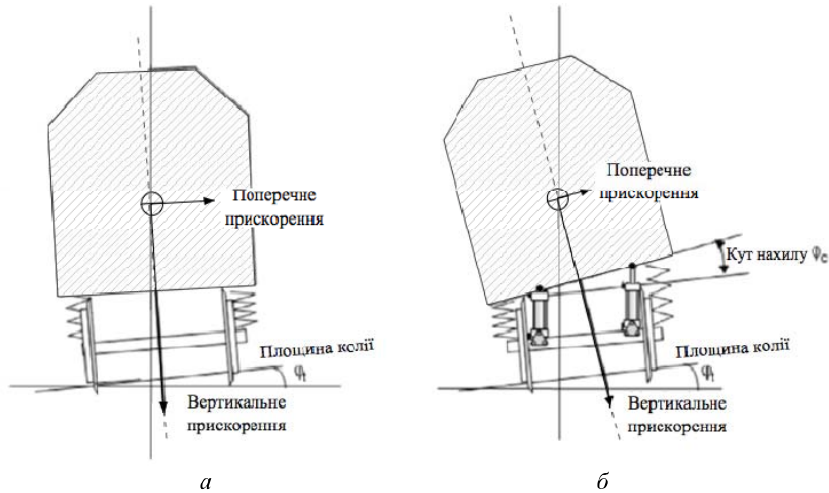 Поперечне
прискорення
Площина колії
φt
Вертикальне
прискорення
а
Поперечне
прискорення
Кут нахилу φc
Площина колії
φt
Вертикальне
прискорення
б